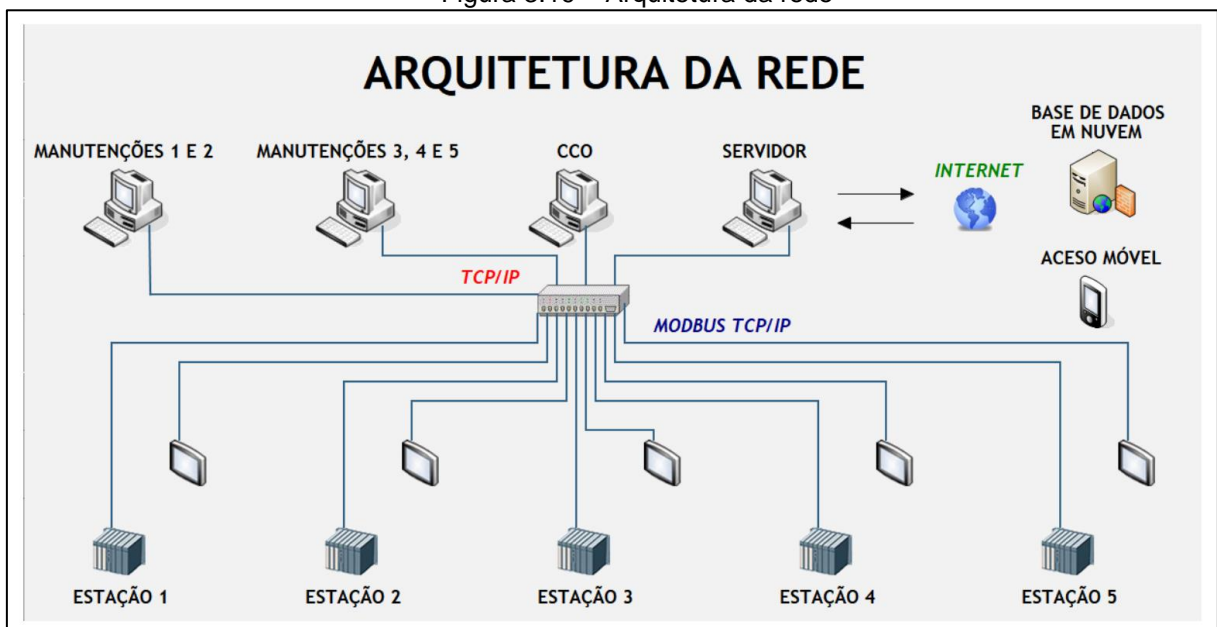 ARQUITETURA DA REDE
MANUTENÇÕES 1 E 2
MANUTENÇÕES 3, 4 E 5
CCO
SERVIDOR
INTERNET
BASE DE DADOS
EM NUVEM
ACESO MÓVEL
TCP/IP
MODBUS TCP/IP
ESTAÇÃO 1
ESTAÇÃO 2
ESTAÇÃO 3
ESTAÇÃO 4
ESTAÇÃO 5